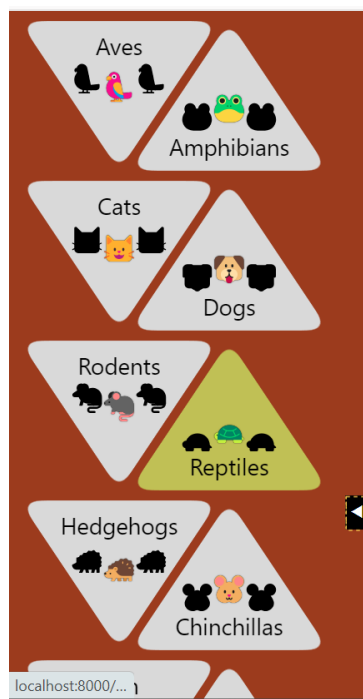 Aves
Amphibians
Cats
Dogs
Rodents
Reptiles
Hedgehogs
Chinchillas
localhost:8000/...